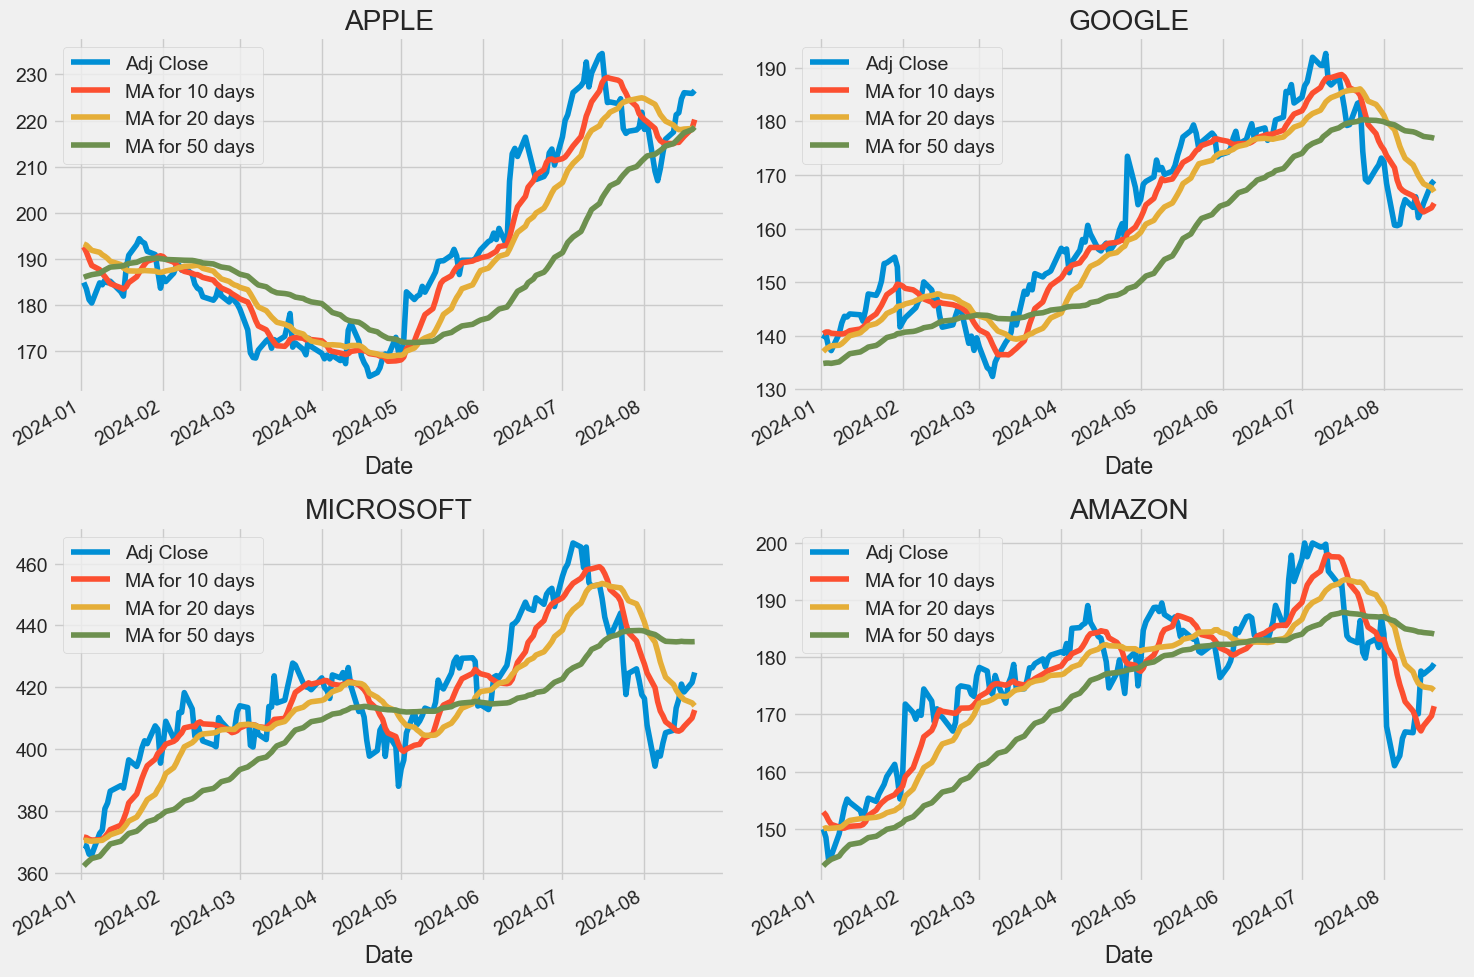 APPLE
Adj Close
MA for 10 days
MA for 20 days
MA for 50 days
230
220
210
200
190
180
170
2024-01
2024-02
2024-03
2024-04
2024-05
2024-06
2024-07
2024-08
Date
GOOGLE
Adj Close
MA for 10 days
MA for 20 days
MA for 50 days
190
180
170
160
150
140
130
2024-01
2024-02
2024-03
2024-04
2024-05
2024-06
2024-07
2024-08
Date
MICROSOFT
Adj Close
MA for 10 days
MA for 20 days
MA for 50 days
460
440
420
400
380
360
2024-01
2024-02
2024-03
2024-04
2024-05
2024-06
2024-07
2024-08
Date
AMAZON
Adj Close
MA for 10 days
MA for 20 days
MA for 50 days
200
190
180
170
160
150
2024-01
2024-02
2024-03
2024-04
2024-05
2024-06
2024-07
2024-08
Date